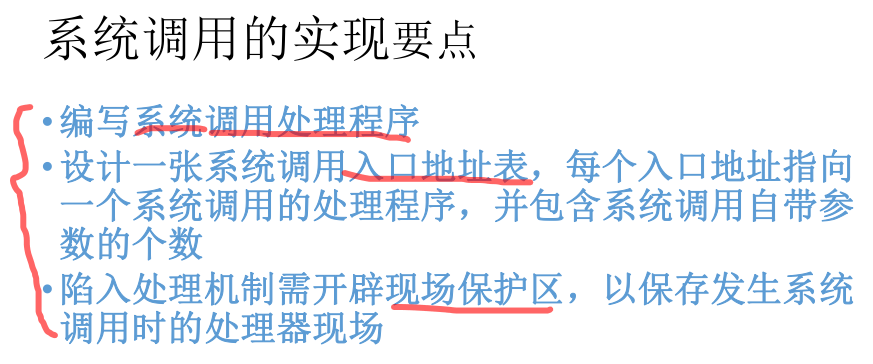 系统调用的实现要点
•编写系统调用处理程序
•设计一张系统调用入口地址表，每个入口地址指向
一个系统调用的处理程序，并包含系统调用自带参
数的个数
•陷入处理机制需开辟现场保护区，以保存发生系统
调用时的处理器现场